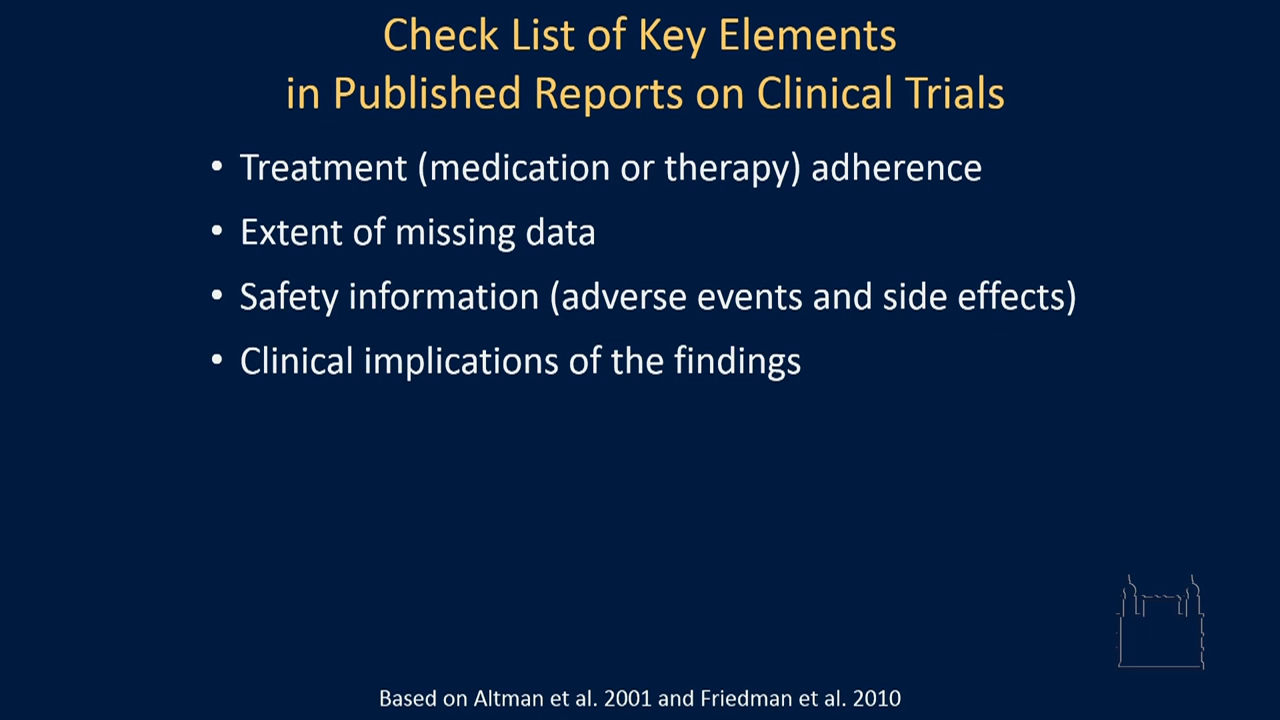 Check List of Key Elements
in Published Reports on Clinical Trials
• Treatment (medication or therapy) adherence
• Extent of missing data
• Safety information (adverse events and side effects)
• Clinical implications of the findings
Based on Altman et al. 2001 and Friedman et al. 2010